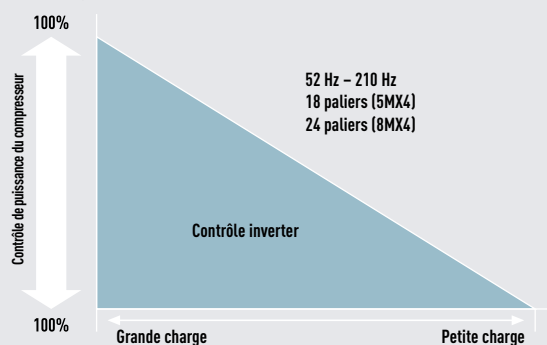 100%
Contrôle de puissance du compresseur
52 Hz – 210 Hz
18 paliers (5MX4)
24 paliers (8MX4)
Contrôle inverter
100%
Grande charge
Petite charge